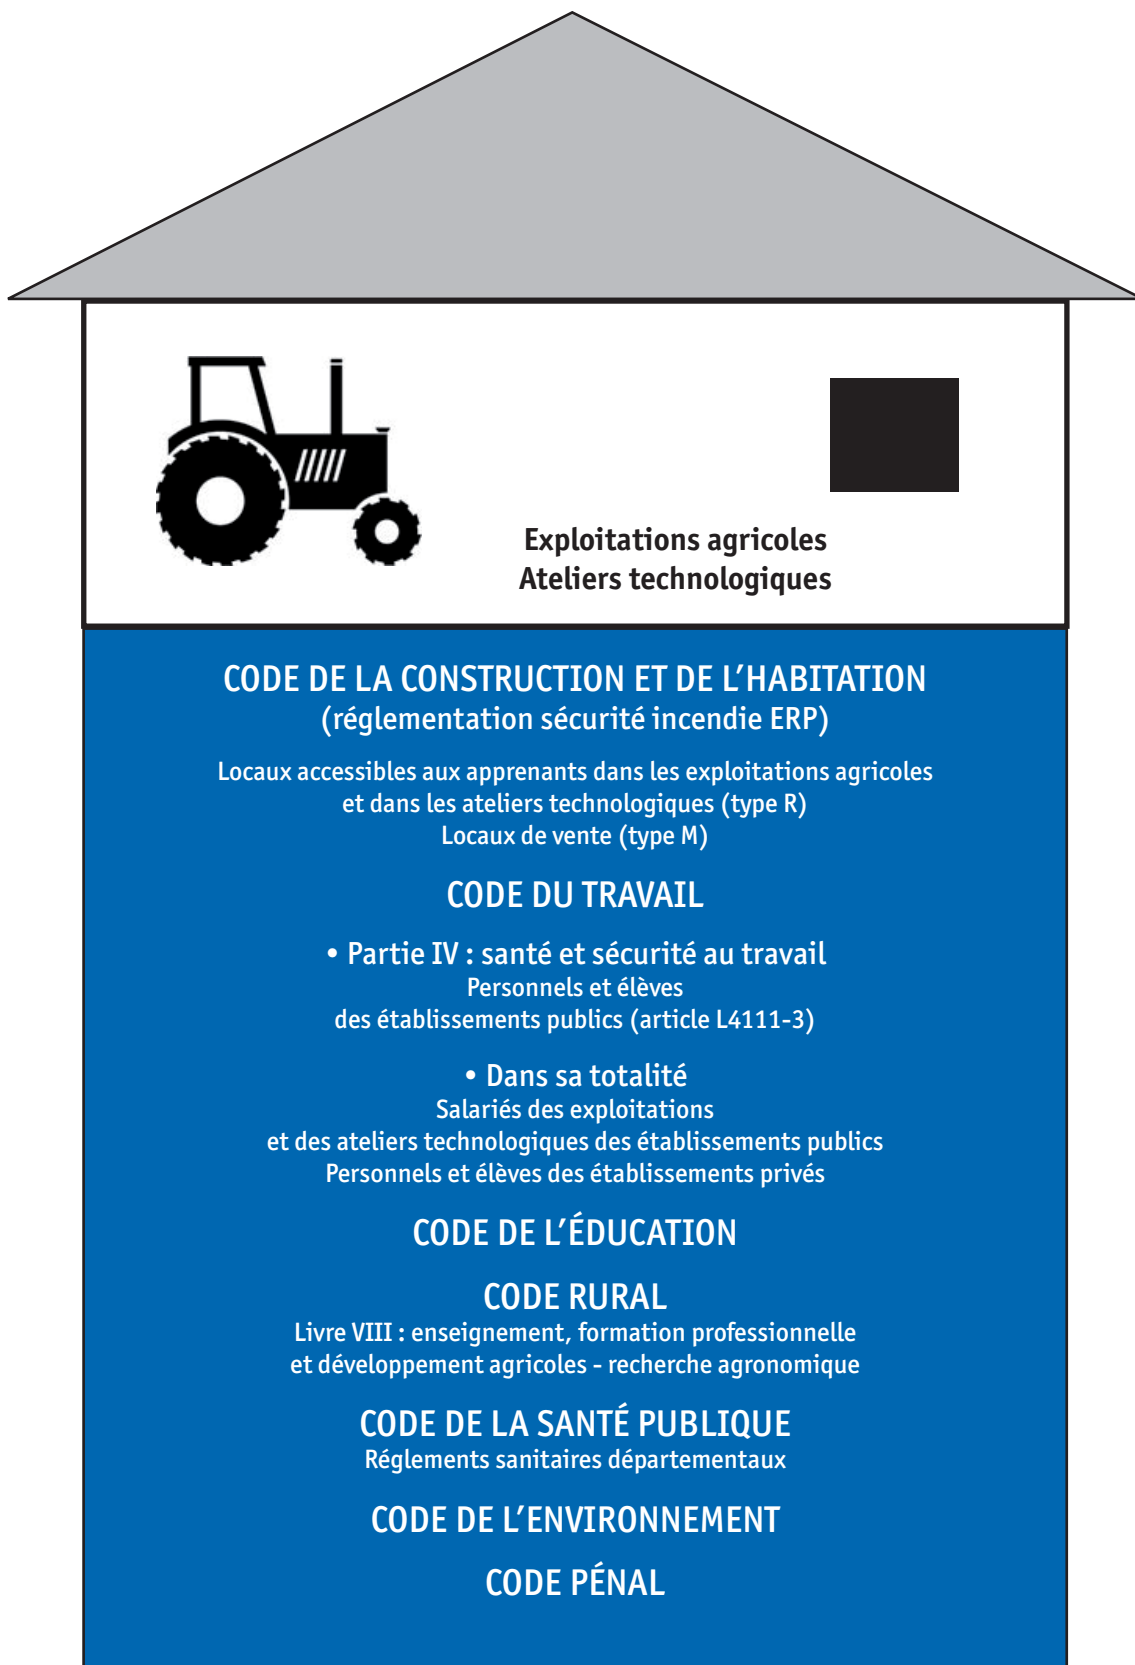 Exploitations agricoles
Ateliers technologiques
CODE DE LA CONSTRUCTION ET DE L'HABITATION
(réglementation sécurité incendie ERP)
Locaux accessibles aux apprenants dans les exploitations agricoles
et dans les ateliers technologiques (type R)
Locaux de vente (type M)
CODE DU TRAVAIL
• Partie IV : santé et sécurité au travail
Personnels et élèves
des établissements publics (article L4111-3)
• Dans sa totalité
Salariés des exploitations
et des ateliers technologiques des établissements publics
Personnels et élèves des établissements privés
CODE DE L'ÉDUCATION
CODE RURAL
Livre VIII : enseignement, formation professionnelle
et développement agricoles - recherche agronomique
CODE DE LA SANTÉ PUBLIQUE
Réglements sanitaires départementaux
CODE DE L'ENVIRONNEMENT
CODE PÉNAL